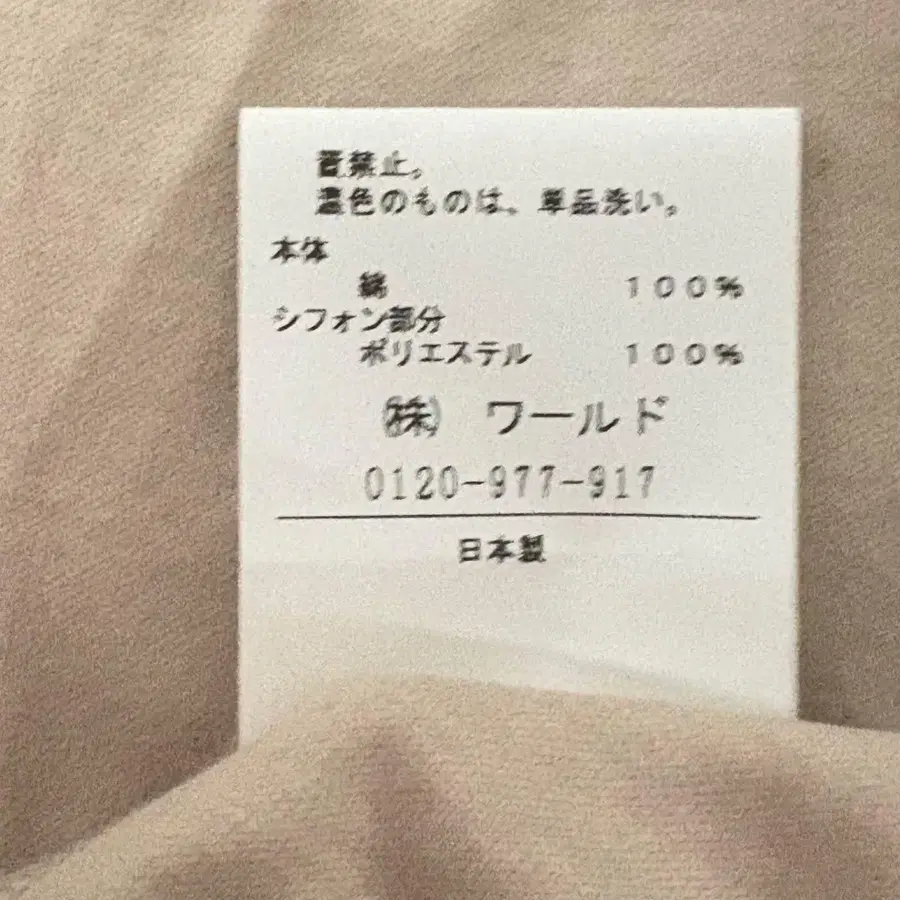 置禁止。
濃色のものは、単品洗い。
本体
綿 100%
シフォン部分
ポリエステル 100%
㈱ ワールド
0120-977-917
日本製